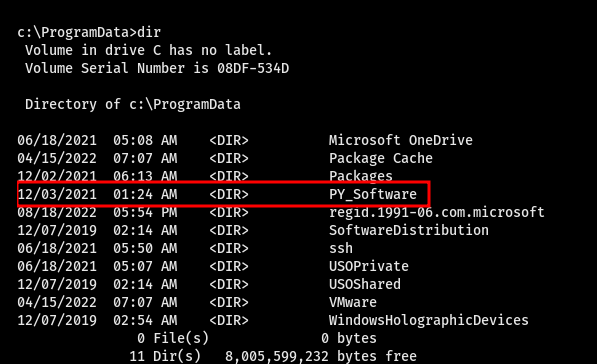 c:\ProgramData>dir
Volume in drive C has no label.
Volume Serial Number is 08DF-534D
Directory of c:\ProgramData
06/18/2021  05:08 AM    <DIR>          Microsoft OneDrive
04/15/2022  07:07 AM    <DIR>          Package Cache
12/02/2021  06:13 AM    <DIR>          Packages
12/03/2021  01:24 AM    <DIR>          PY_Software
08/18/2022  05:54 PM    <DIR>          regid.1991-06.com.microsoft
12/07/2019  02:14 AM    <DIR>          SoftwareDistribution
06/18/2021  05:50 AM    <DIR>          ssh
06/18/2021  05:07 AM    <DIR>          USOPrivate
12/07/2019  02:14 AM    <DIR>          USOShared
04/15/2022  07:07 AM    <DIR>          VMware
12/07/2019  02:54 AM    <DIR>          WindowsHolographicDevices
0 File(s)              0 bytes
11 Dir(s)   8,005,599,232 bytes free